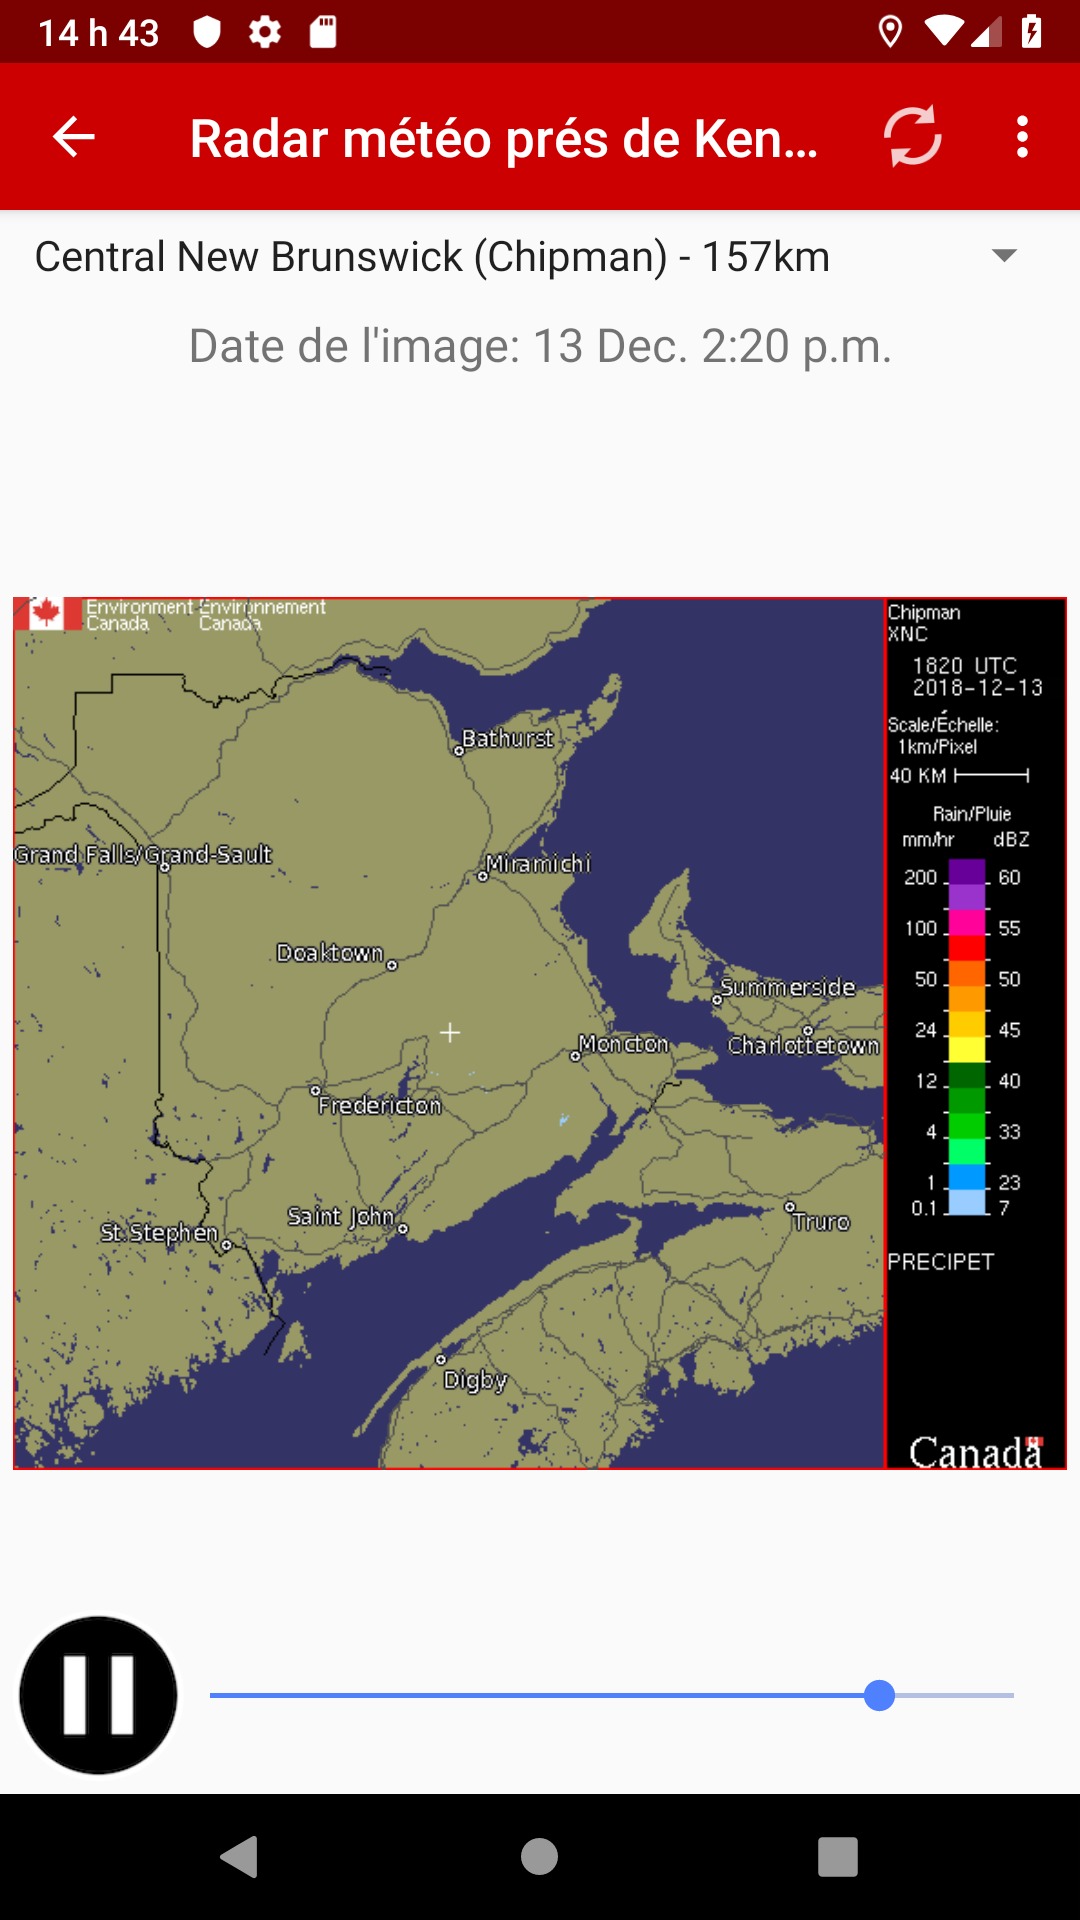 14 h 43
Radar météo prés de Ken...
Central New Brunswick (Chipman) - 157km
Date de l'image: 13 Dec. 2:20 p.m.
Environment Environnement
Canada Canada
Chipman
XNC
1820 UTC
2018-12-13
Scale/Échelle:
1km/Pixel
40 KM
Rain/Pluie
mm/hr dBZ
200 60
100 55
50 50
24 45
12 40
4 33
1 23
0.1 7
PRECIPET
Canada
Bathurst
Grand Falls/Grand-Sault
Miramichi
Doaktown
Summerside
Moncton
Charlottetown
Fredericton
Saint John
St.Stephen
Truro
Digby